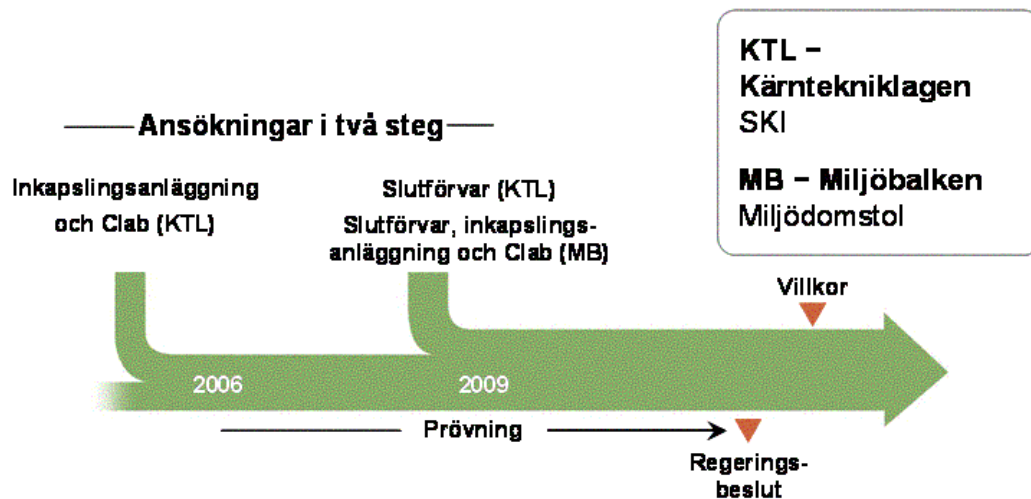 KTL –
Kärntekniklagen
SKI
MB – Miljöbalken
Miljödomstol
Ansökningar i två steg
Inkapslingsanläggning
och Clab (KTL)
Slutförvar (KTL)
Slutförvar, inkapslings-
anläggning och Clab (MB)
Villkor
2006
2009
Prövning
Regerings-
beslut